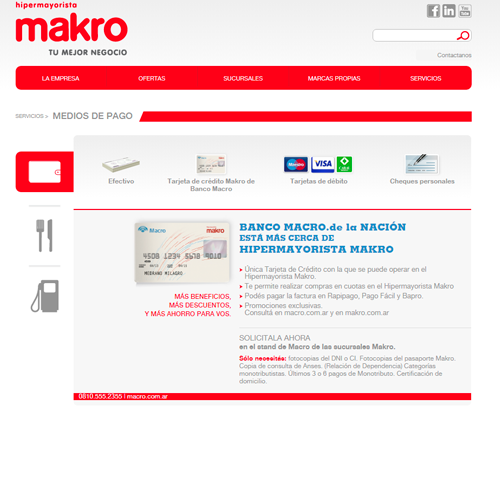 hipermayorista
makro
TU MEJOR NEGOCIO
You Tube
Contactanos
LA EMPRESA OFERTAS SUCURSALES MARCAS PROPIAS SERVICIOS
SERVICIOS > MEDIOS DE PAGO
Efectivo
Tarjeta de crédito Makro de
Banco Macro
Tarjetas de débito
Cheques personales
Maestro
VISA
Macro
makro
4508 1234 5678 9010
MEDRANO MILAGRO
MÁS BENEFICIOS,
MÁS DESCUENTOS,
Y MÁS AHORRO PARA VOS.
BANCO MACRO.de la NACIÓN
ESTÁ MÁS CERCA DE
HIPERMAYORISTA MAKRO
Única Tarjeta de Crédito con la que se puede operar en el
Hipermayorista Makro.
Te permite realizar compras en cuotas en el Hipermayorista Makro
Podés pagar la factura en Rapipago, Pago Fácil y Bapro.
Promociones exclusivas.
Consultá en macro.com.ar y en makro.com.ar
SOLICITALA AHORA
en el stand de Macro de las sucursales Makro.
Sólo necesitás: fotocopias del DNI o CI. Fotocopias del pasaporte Makro.
Copia de consulta de Anses. (Relación de Dependencia) Categorías
monotributistas. Últimos 3 o 6 pagos de Monotributo. Certificación de
domicilio.
0810.555.2355 | macro.com.ar